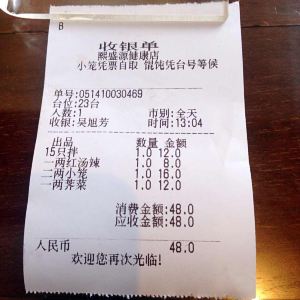 B
收银单
熙盛源健康店
小笼凭票自取 馄饨凭台号等侯
单号:051410030469
台位:23台
人数:1 市别:全天
收银:吴旭芳 时间:13:04
出品 数量 金额
15只拌 1.0 12.0
一两红汤辣 1.0 8.0
二两小笼 1.0 16.0
一两荠菜 1.0 12.0
消费金额:48.0
应收金额:48.0
人民币 48.0
欢迎您再次光临!